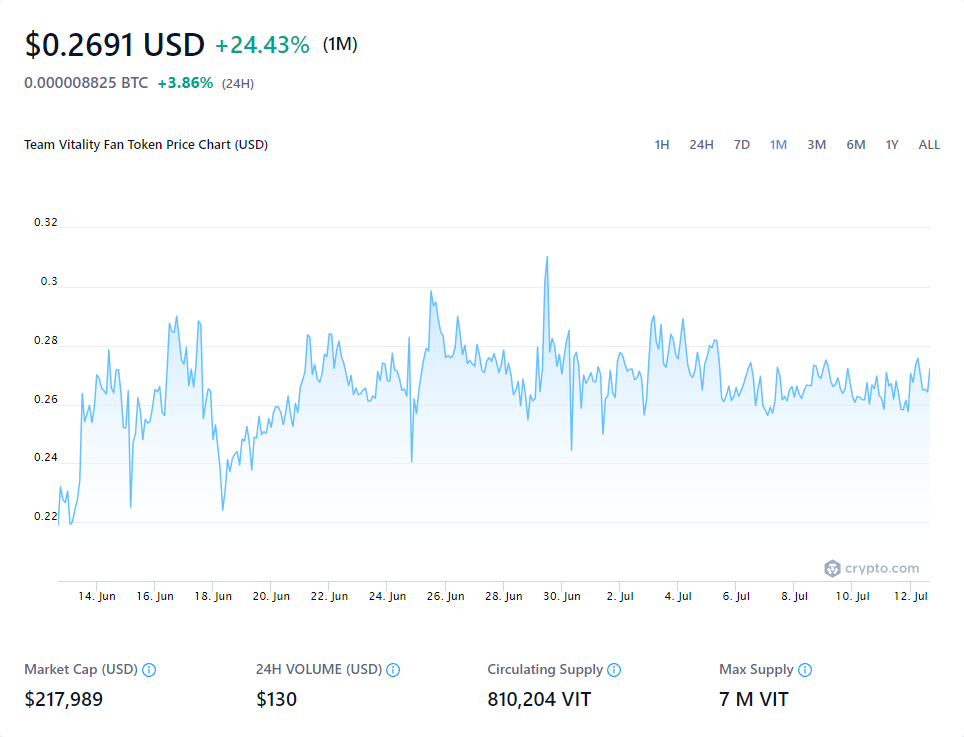 $0.2691 USD +24.43% (1M)
0.000008825 BTC +3.86% (24H)
Team Vitality Fan Token Price Chart (USD) 1H 24H 7D 1M 3M 6M 1Y ALL
0.32
0.3
0.28
0.26
0.24
0.22
crypto.com
14. Jun 16. Jun 18. Jun 20. Jun 22. Jun 24. Jun 26. Jun 28. Jun 30. Jun 2. Jul 4. Jul 6. Jul 8. Jul 10. Jul 12. Jul
Market Cap (USD) 24H VOLUME (USD) Circulating Supply Max Supply
$217,989 $130 810,204 VIT 7 M VIT